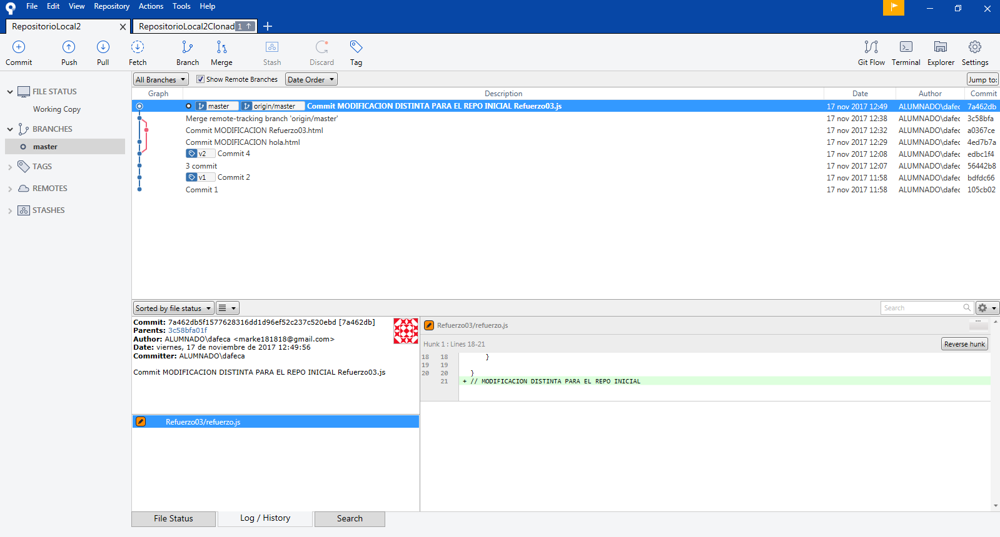 File Edit View Repository Actions Tools Help
RepositorioLocal2 RepositorioLocal2Clonad 1
Commit Push Pull Fetch Branch Merge Stash Discard Tag Git Flow Terminal Explorer Settings
All Branches Show Remote Branches Date Order Jump to:
FILE STATUS
Working Copy
BRANCHES
master
TAGS
REMOTES
STASHES
Graph Description Date Author Commit
master origin/master Commit MODIFICACION DISTINTA PARA EL REPO INICIAL Refuerzo03.js 17 nov 2017 12:49 ALUMNADO\dafec 7a462db
Merge remote-tracking branch 'origin/master' 17 nov 2017 12:38 ALUMNADO\dafec 3c58bfa
Commit MODIFICACION Refuerzo03.html 17 nov 2017 12:32 ALUMNADO\dafec a0367ce
Commit MODIFICACION hola.html 17 nov 2017 12:29 ALUMNADO\dafec 4ed7b7a
v2 Commit 4 17 nov 2017 12:08 ALUMNADO\dafec edbc1f4
3 commit 17 nov 2017 12:07 ALUMNADO\dafec 56442b8
v1 Commit 2 17 nov 2017 11:58 ALUMNADO\dafec bdfdc66
Commit 1 17 nov 2017 11:58 ALUMNADO\dafec 105cb02
Sorted by file status Search
Commit: 7a462db5f1577628316dd1d96ef52c237c520ebd [7a462db]
Parents: 3c58bfa01f
Author: ALUMNADO\dafeca <marke181818@gmail.com>
Date: viernes, 17 de noviembre de 2017 12:49:56
Committer: ALUMNADO\dafeca
Commit MODIFICACION DISTINTA PARA EL REPO INICIAL Refuerzo03.js
Refuerzo03/refuerzo.js
Refuerzo03/refuerzo.js
Hunk 1 : Lines 18-21 Reverse hunk
18 18 }
19 19
20 20 }
21 + // MODIFICACION DISTINTA PARA EL REPO INICIAL
File Status Log / History Search